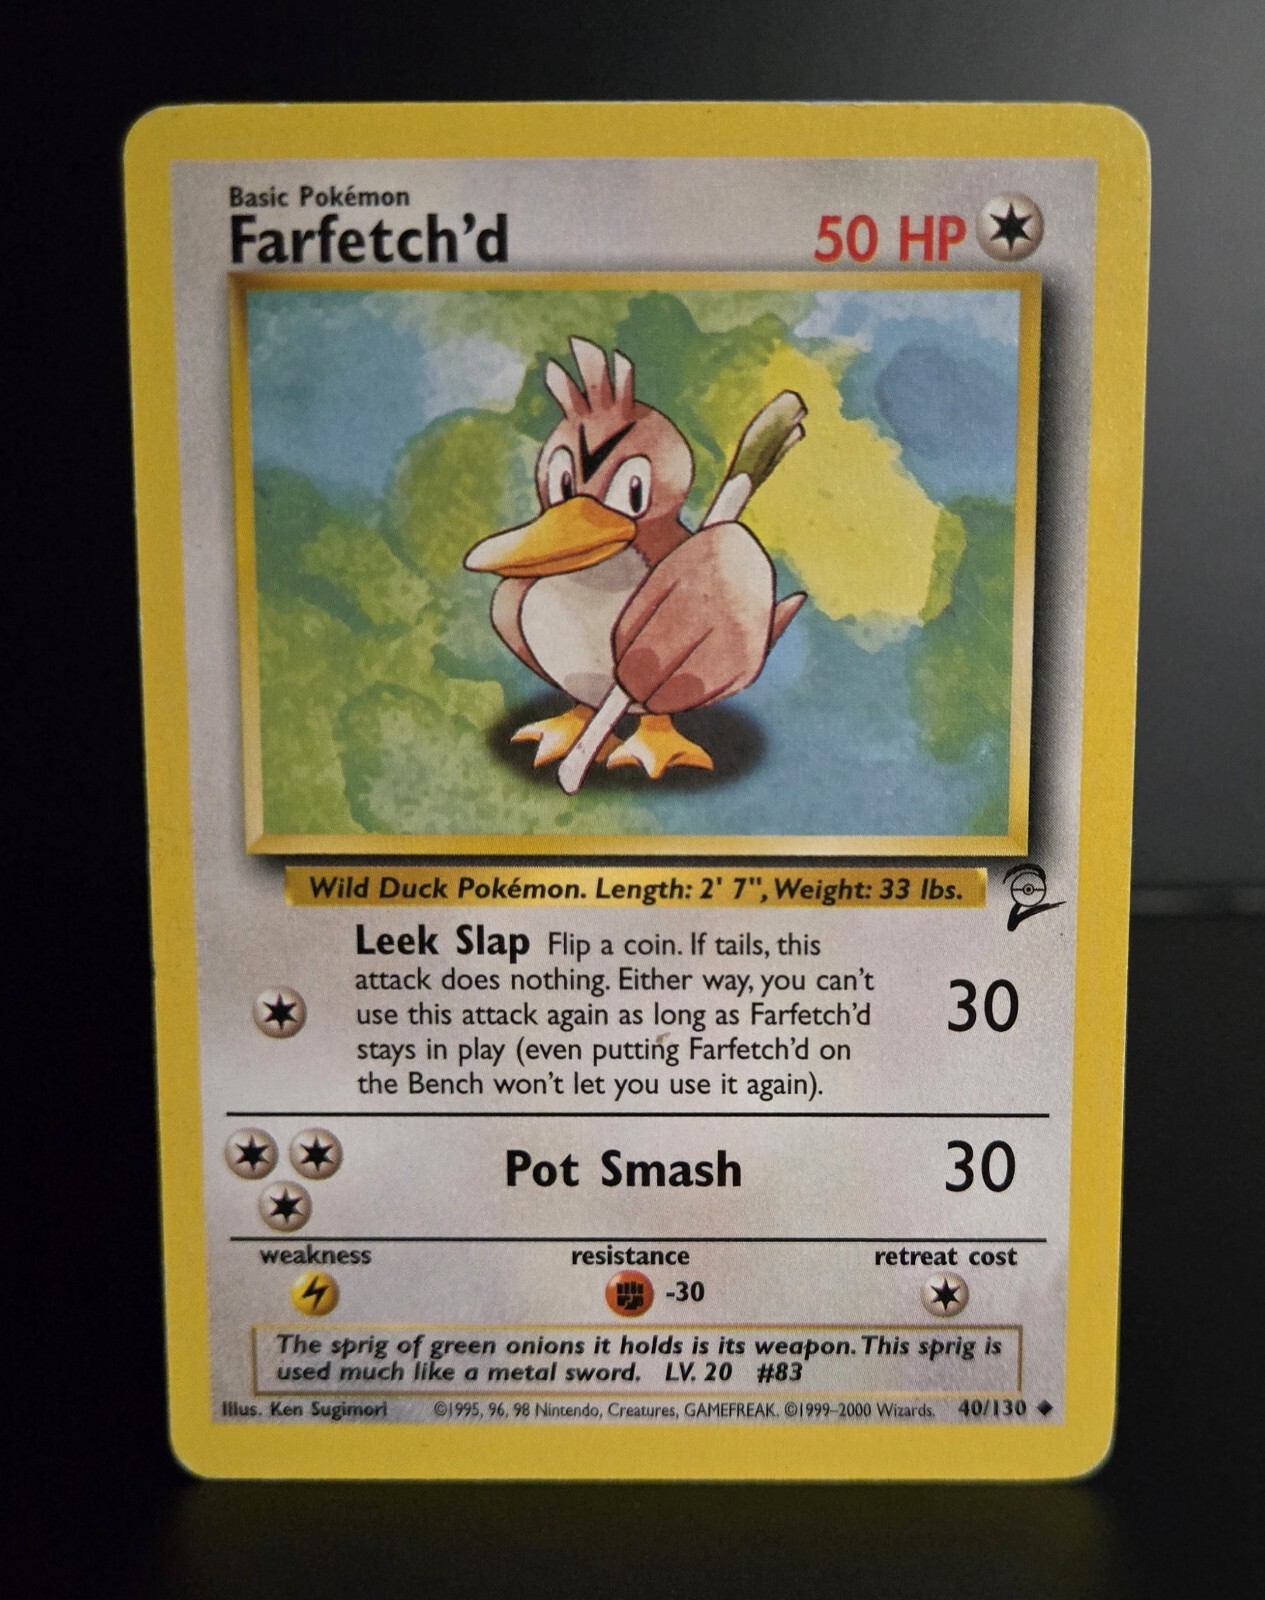 Basic Pokémon
Farfetch'd
50 HP
Wild Duck Pokémon. Length: 2' 7", Weight: 33 lbs.
Leek Slap Flip a coin. If tails, this
attack does nothing. Either way, you can't
use this attack again as long as Farfetch'd
stays in play (even putting Farfetch'd on
the Bench won't let you use it again).
30
Pot Smash
30
weakness
resistance
retreat cost
-30
The sprig of green onions it holds is its weapon. This sprig is
used much like a metal sword. LV. 20 #83
Illus. Ken Sugimori ©1995, 96, 98 Nintendo, Creatures, GAMEFREAK. ©1999–2000 Wizards. 40/130